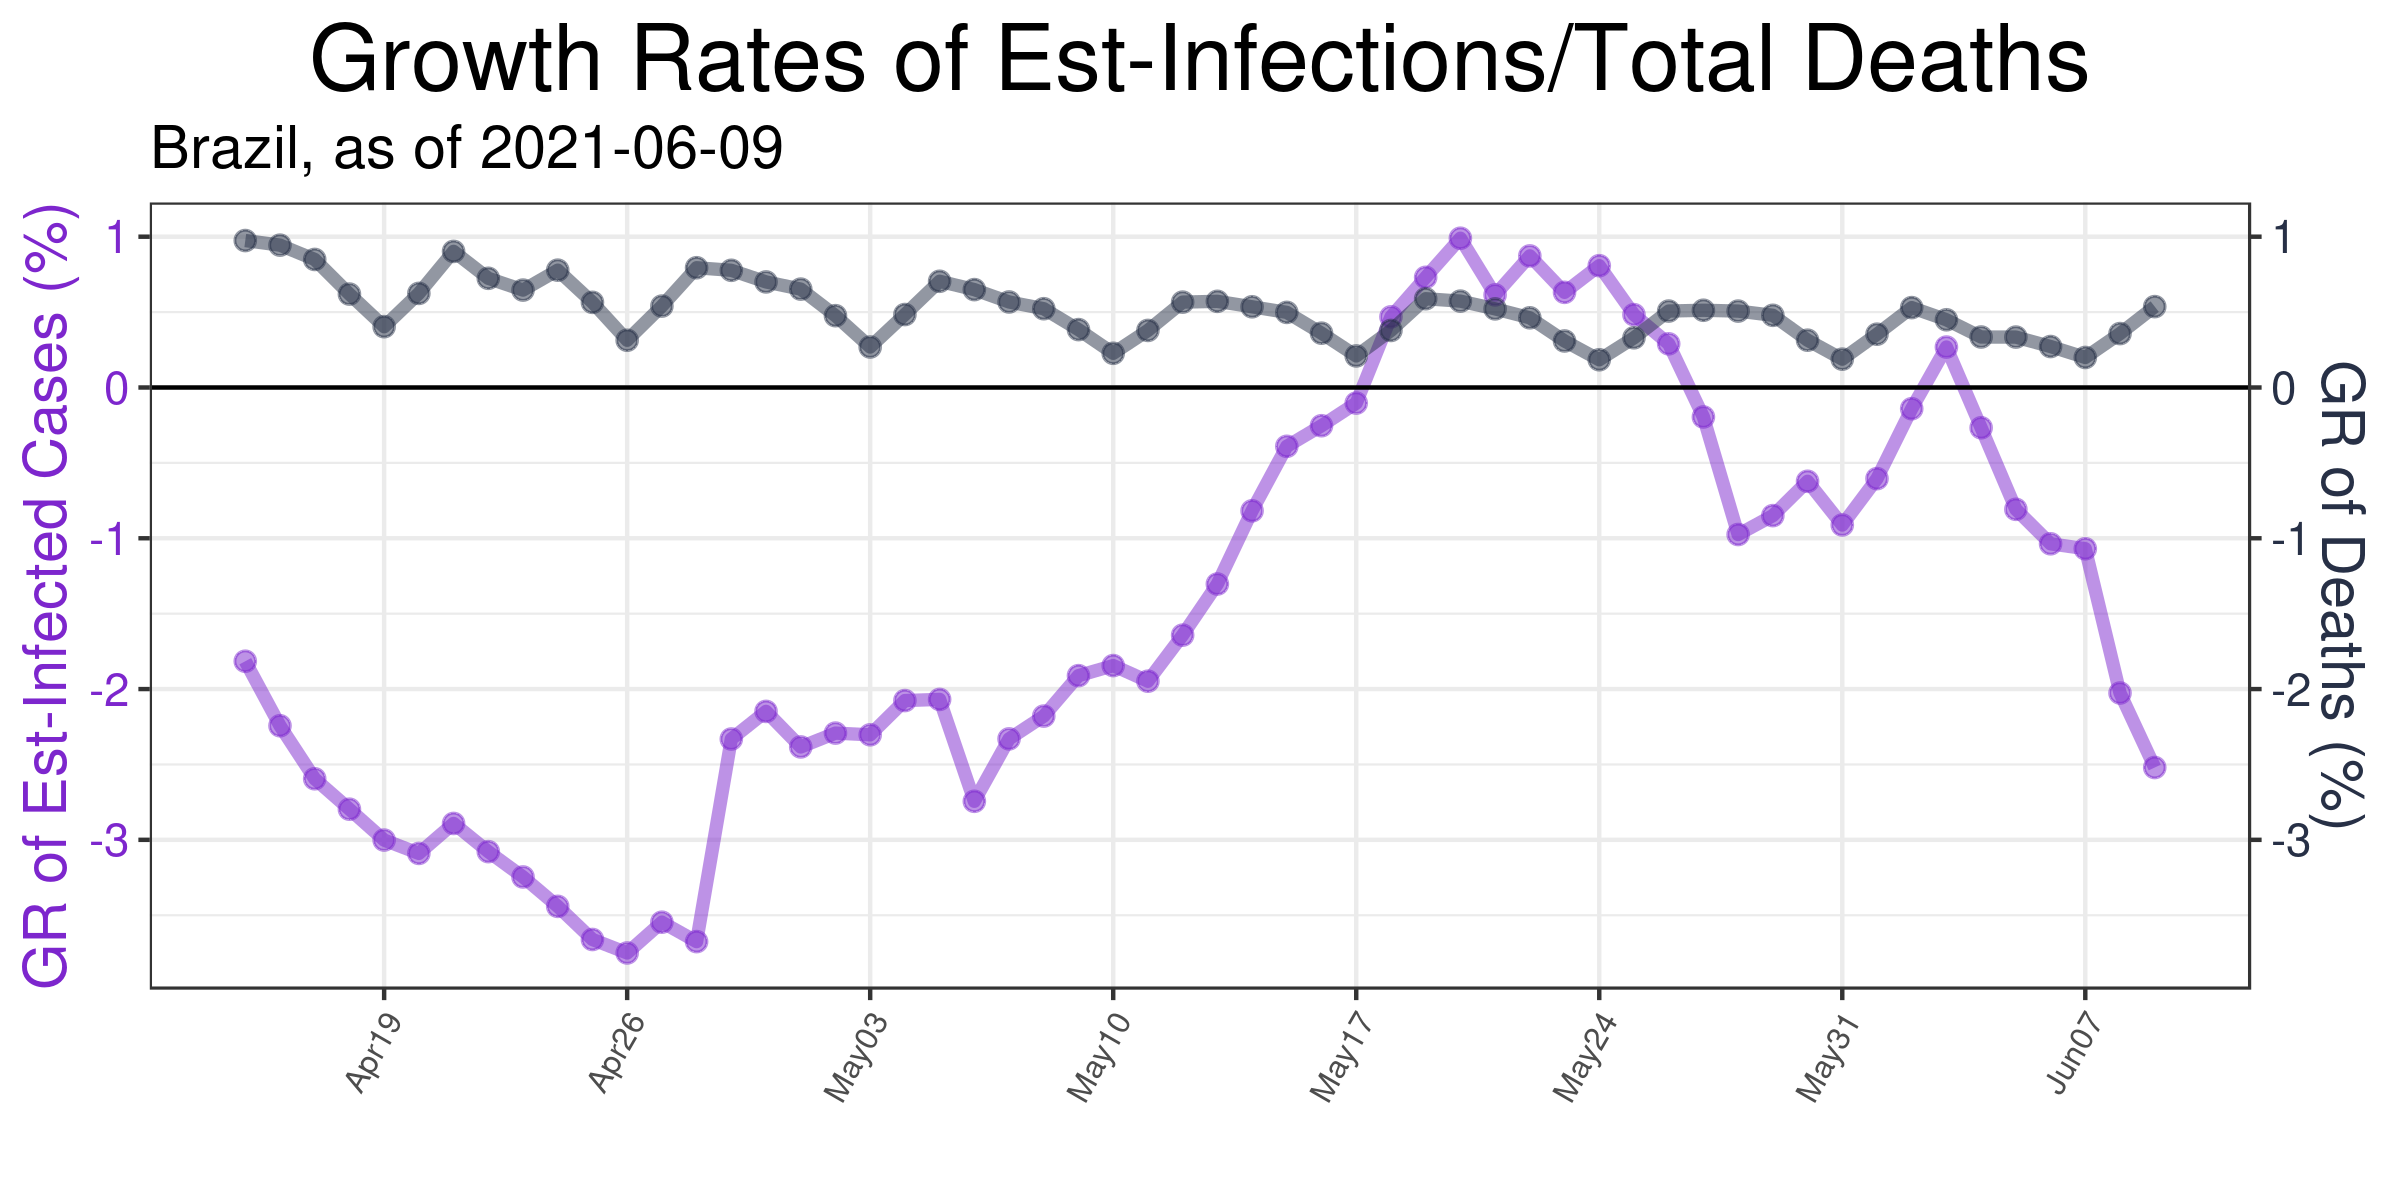 Growth Rates of Est-Infections/Total Deaths
Brazil, as of 2021-06-09
GR of Est-Infected Cases (%)
1
0
-1
-2
-3
1
0
-1
-2
-3
GR of Deaths (%)
Apr19
Apr26
May03
May10
May17
May24
May31
Jun07